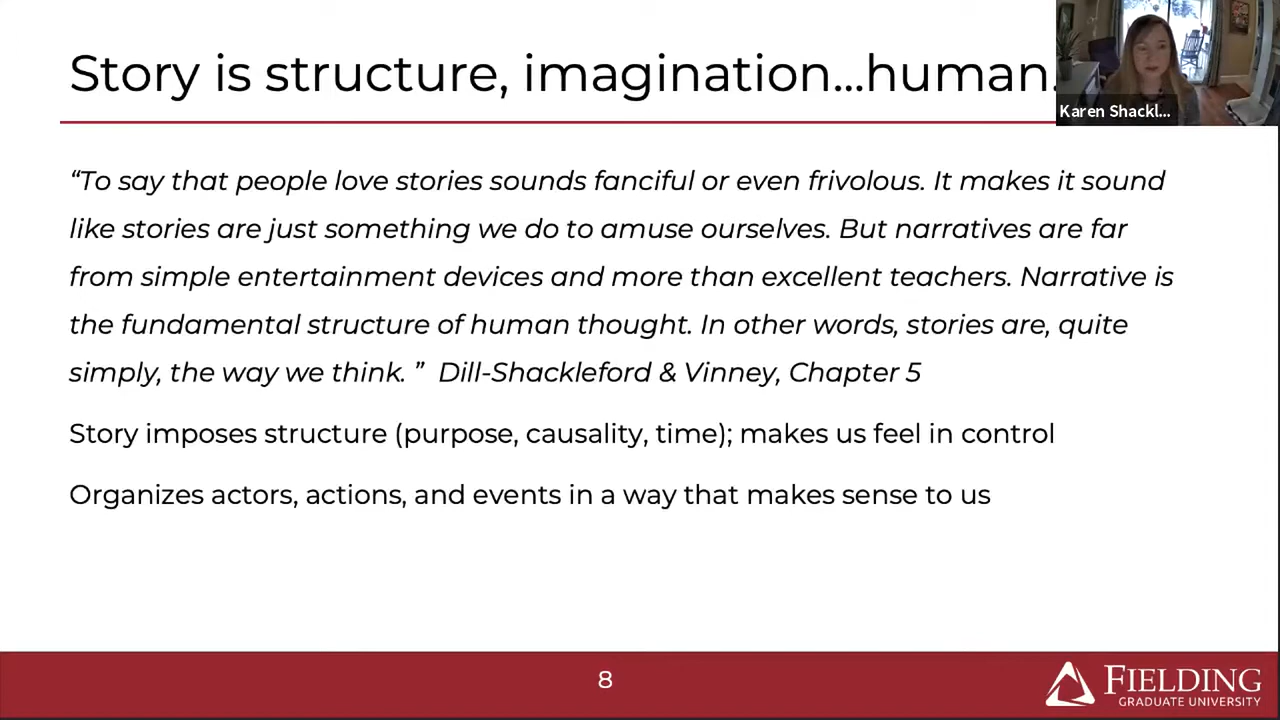 Story is structure, imagination...human.
Karen Shackl...
“To say that people love stories sounds fanciful or even frivolous. It makes it sound
like stories are just something we do to amuse ourselves. But narratives are far
from simple entertainment devices and more than excellent teachers. Narrative is
the fundamental structure of human thought. In other words, stories are, quite
simply, the way we think. ” Dill-Shackleford & Vinney, Chapter 5
Story imposes structure (purpose, causality, time); makes us feel in control
Organizes actors, actions, and events in a way that makes sense to us
8
FIELDING
GRADUATE UNIVERSITY